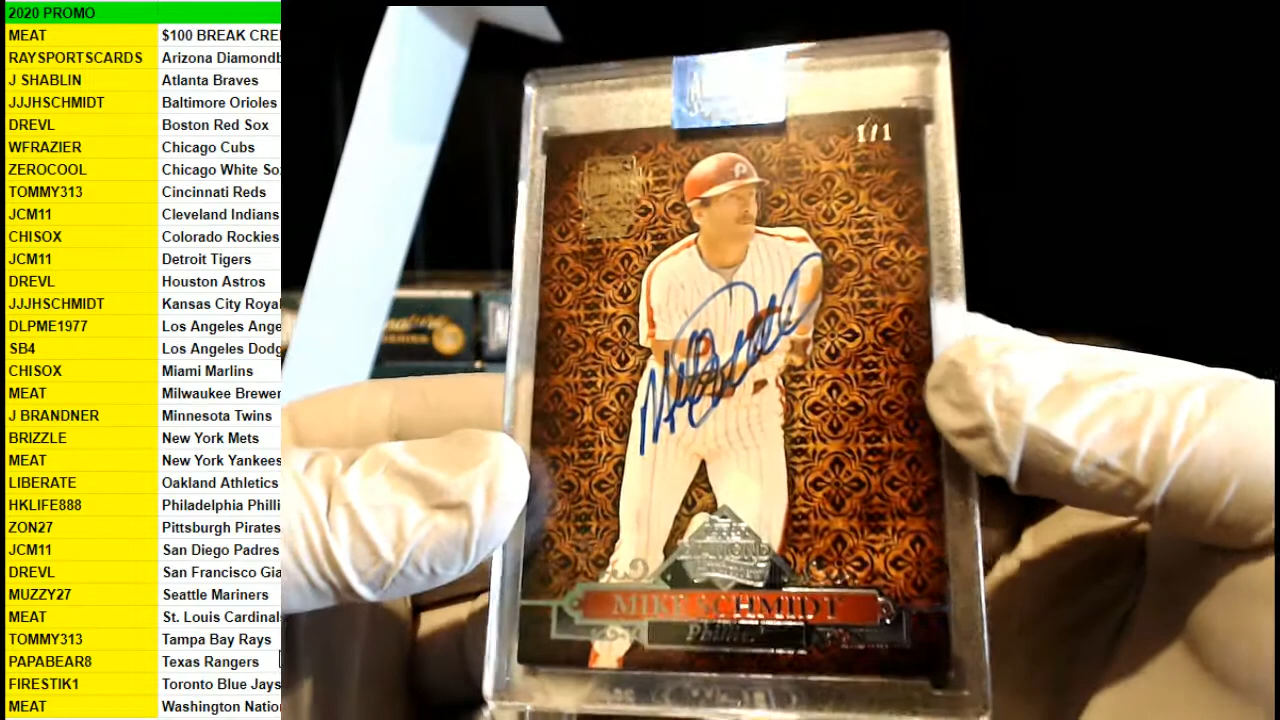 2020 PROMO
MEAT $100 BREAK CRE
RAYSPORTSCARDS Arizona Diamondb
J SHABLIN Atlanta Braves
JJJHSCHMIDT Baltimore Orioles
DREVL Boston Red Sox
WFRAZIER Chicago Cubs
ZEROCOOL Chicago White So
TOMMY313 Cincinnati Reds
JCM11 Cleveland Indians
CHISOX Colorado Rockies
JCM11 Detroit Tigers
DREVL Houston Astros
JJJHSCHMIDT Kansas City Roya
DLPME1977 Los Angeles Ange
SB4 Los Angeles Dodg
CHISOX Miami Marlins
MEAT Milwaukee Brewer
J BRANDNER Minnesota Twins
BRIZZLE New York Mets
MEAT New York Yankees
LIBERATE Oakland Athletics
HKLIFE888 Philadelphia Philli
ZON27 Pittsburgh Pirates
JCM11 San Diego Padres
DREVL San Francisco Gia
MUZZY27 Seattle Mariners
MEAT St. Louis Cardinals
TOMMY313 Tampa Bay Rays
PAPABEAR8 Texas Rangers
FIRESTIK1 Toronto Blue Jays
MEAT Washington Natio
1/1
P
DIAMOND
MIKE SCHMIDT
Phillies